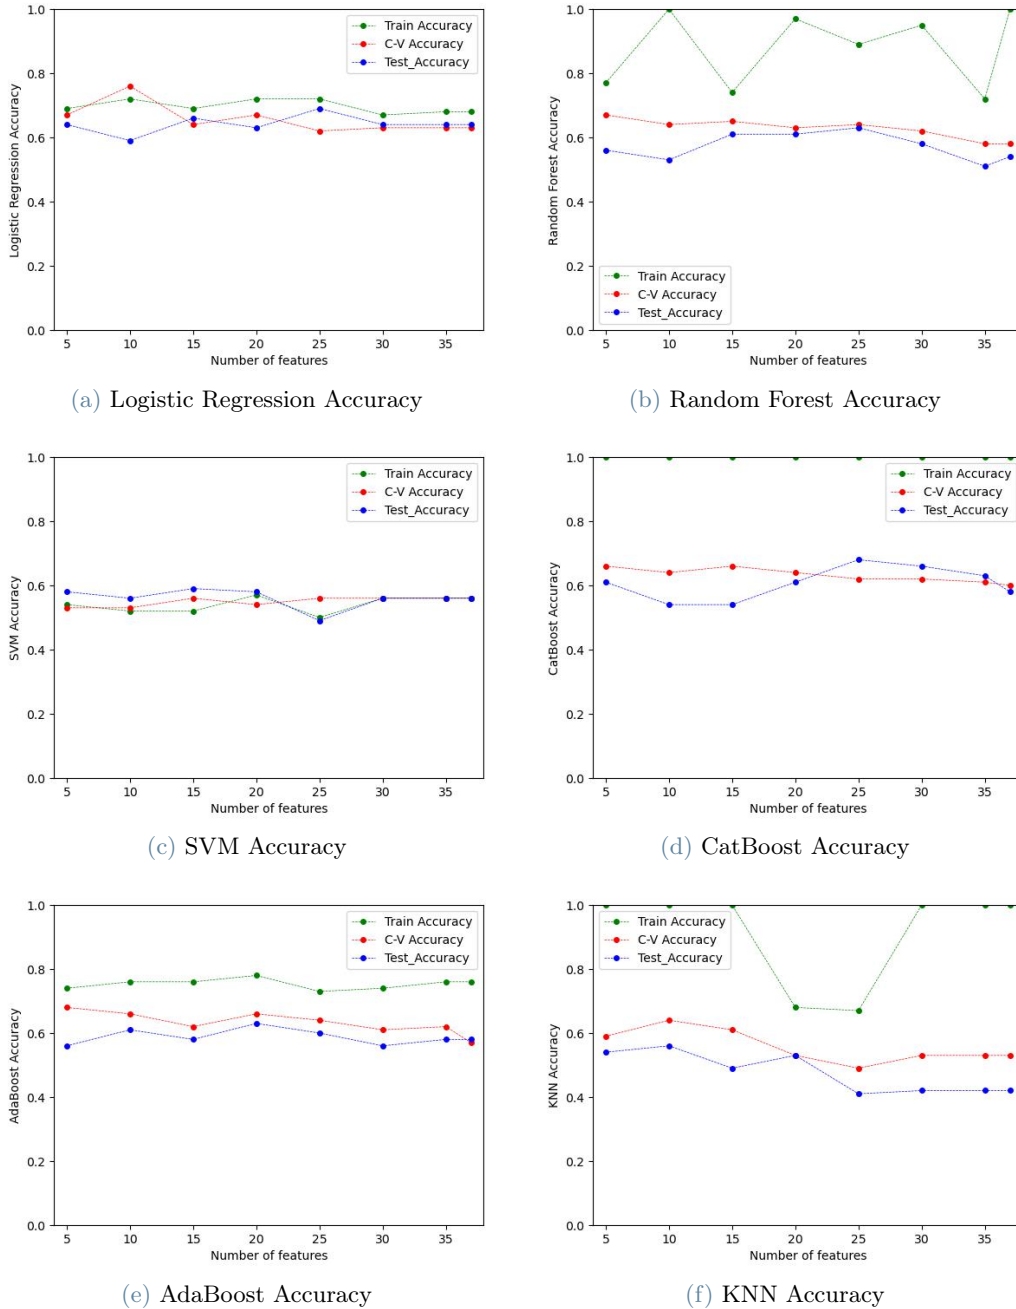 1.0
0.8
0.6
0.4
0.2
0.0
Logistic Regression Accuracy
Train Accuracy
C-V Accuracy
Test_Accuracy
5 10 15 20 25 30 35
Number of features
(a) Logistic Regression Accuracy
1.0
0.8
0.6
0.4
0.2
0.0
Random Forest Accuracy
Train Accuracy
C-V Accuracy
Test_Accuracy
5 10 15 20 25 30 35
Number of features
(b) Random Forest Accuracy
1.0
0.8
0.6
0.4
0.2
0.0
SVM Accuracy
Train Accuracy
C-V Accuracy
Test_Accuracy
5 10 15 20 25 30 35
Number of features
(c) SVM Accuracy
1.0
0.8
0.6
0.4
0.2
0.0
CatBoost Accuracy
Train Accuracy
C-V Accuracy
Test_Accuracy
5 10 15 20 25 30 35
Number of features
(d) CatBoost Accuracy
1.0
0.8
0.6
0.4
0.2
0.0
AdaBoost Accuracy
Train Accuracy
C-V Accuracy
Test_Accuracy
5 10 15 20 25 30 35
Number of features
(e) AdaBoost Accuracy
1.0
0.8
0.6
0.4
0.2
0.0
KNN Accuracy
Train Accuracy
C-V Accuracy
Test_Accuracy
5 10 15 20 25 30 35
Number of features
(f) KNN Accuracy